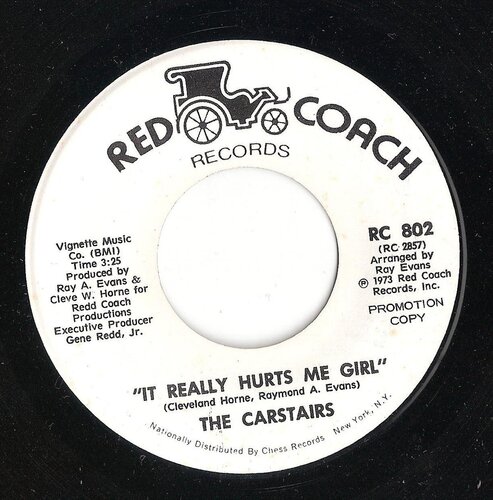 RED COACH
RECORDS
Vignette Music
Co. (BMI)
Time 3:25
Produced by
Ray A. Evans &
Cleve W. Horne for
Redd Coach
Productions
Executive Producer
Gene Redd, Jr.
RC 802
(RC 2857)
Arranged by
Ray Evans
℗ 1973 Red Coach
Records, Inc.
PROMOTION
COPY
"IT REALLY HURTS ME GIRL"
(Cleveland Horne, Raymond A. Evans)
THE CARSTAIRS
Nationally Distributed By Chess Records New York, N.Y.